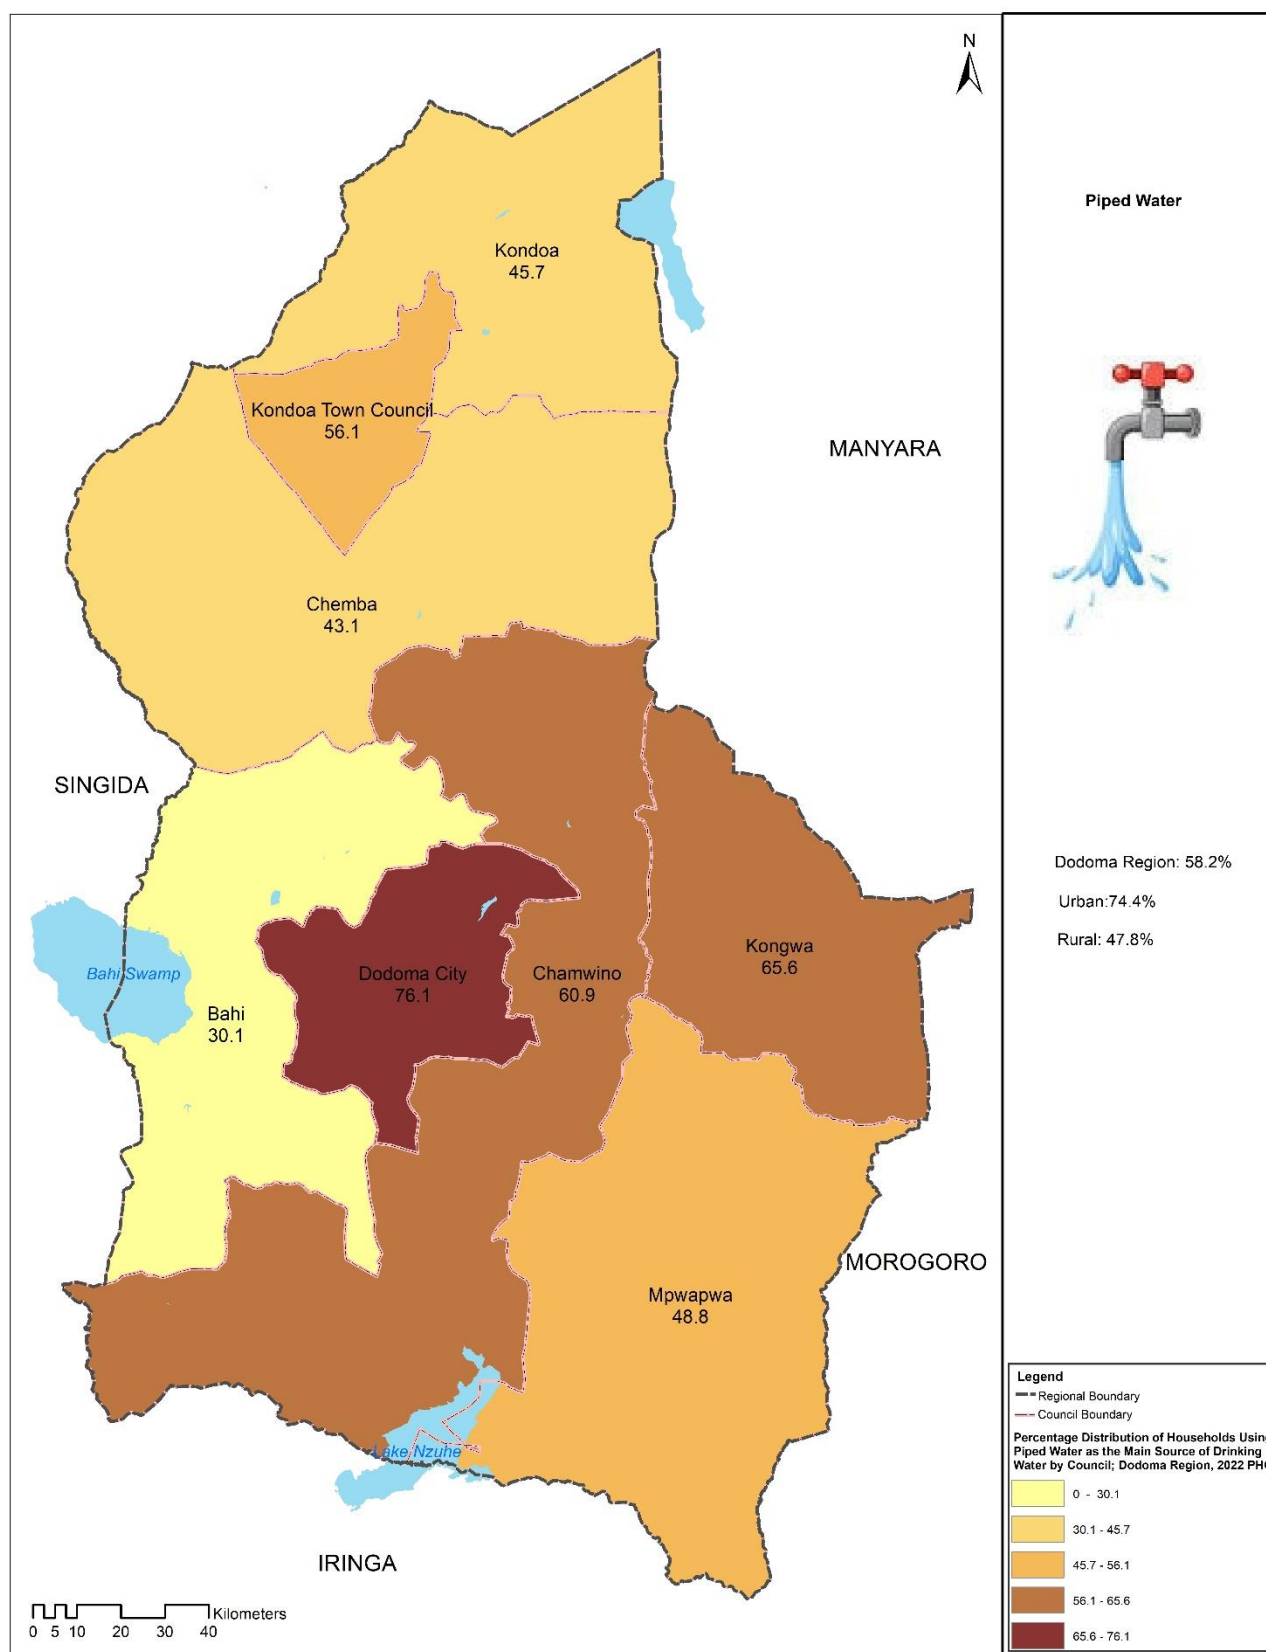 N
Kondoa
45.7
Kondoa Town Council
56.1
MANYARA
Chemba
43.1
SINGIDA
Bahi Swamp
Bahi
30.1
Dodoma City
76.1
Chamwino
60.9
Kongwa
65.6
Mpwapwa
48.8
MOROGORO
Lake Nzuhe
IRINGA
0 5 10 20 30 40
Kilometers
Piped Water
Dodoma Region: 58.2%
Urban:74.4%
Rural: 47.8%
Legend
Regional Boundary
Council Boundary
Percentage Distribution of Households Usin
Piped Water as the Main Source of Drinking
Water by Council; Dodoma Region, 2022 PH
0 - 30.1
30.1 - 45.7
45.7 - 56.1
56.1 - 65.6
65.6 - 76.1